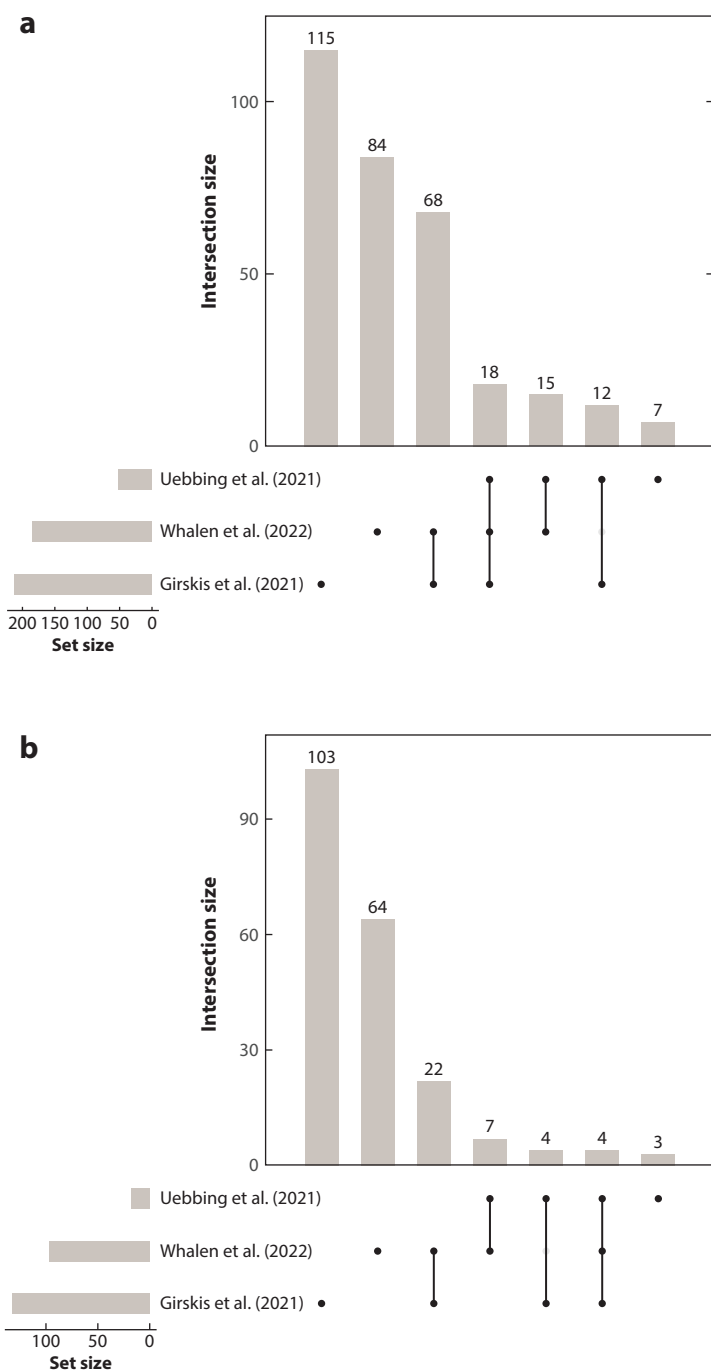 a
115
84
68
18
15
12
7
100
50
0
Intersection size
Uebbing et al. (2021)
Whalen et al. (2022)
Girskis et al. (2021)
200 150 100 50 0
Set size
b
103
64
22
7
4
4
3
90
60
30
0
Intersection size
Uebbing et al. (2021)
Whalen et al. (2022)
Girskis et al. (2021)
100 50 0
Set size